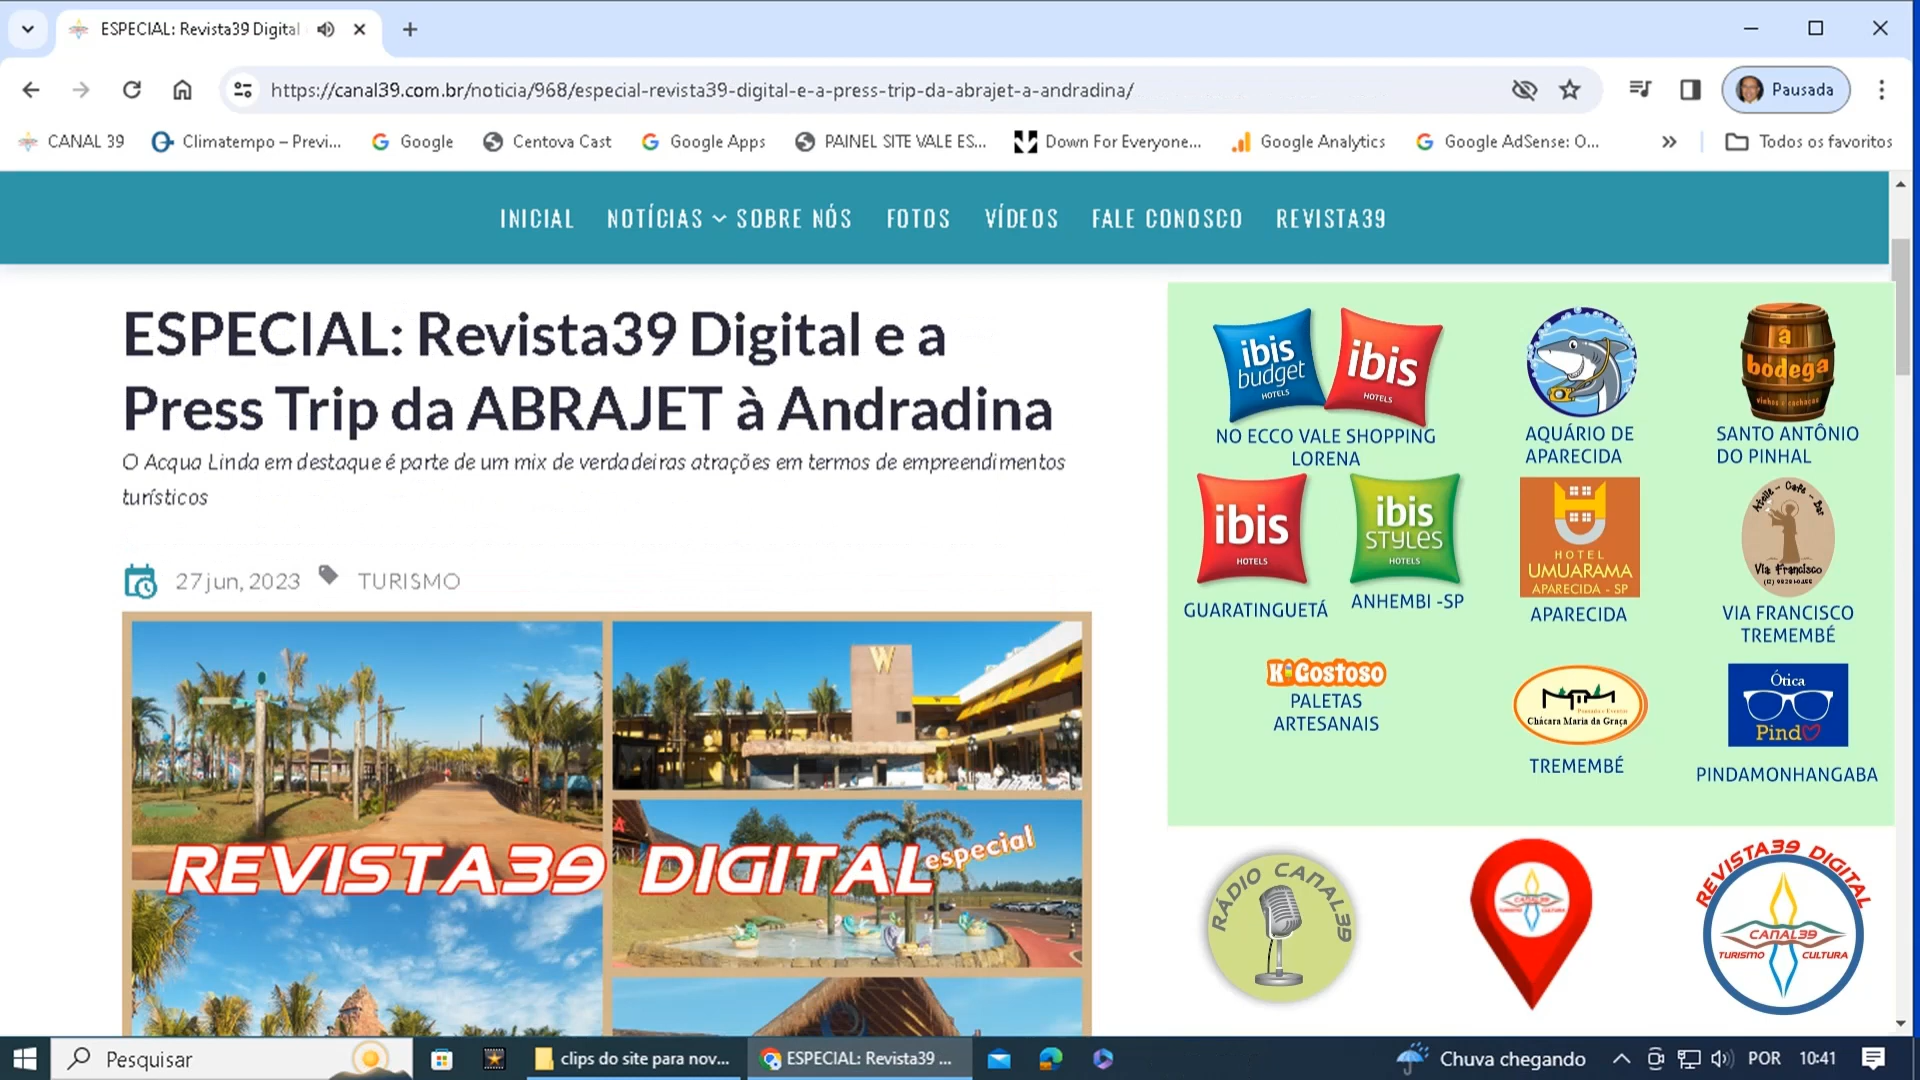 ESPECIAL: Revista39 Digital
https://canal39.com.br/noticia/968/especial-revista39-digital-e-a-press-trip-da-abrajet-a-andradina/
Pausada
CANAL 39
Climatempo – Previ...
Google
Centova Cast
Google Apps
PAINEL SITE VALE ES...
Down For Everyone...
Google Analytics
Google AdSense: O...
Todos os favoritos
INICIAL
NOTÍCIAS
SOBRE NÓS
FOTOS
VÍDEOS
FALE CONOSCO
REVISTA39
ESPECIAL: Revista39 Digital e a
Press Trip da ABRAJET à Andradina
O Acqua Linda em destaque é parte de um mix de verdadeiras atrações em termos de empreendimentos
turísticos
27 jun, 2023
TURISMO
W
REVISTA39 DIGITAL especial
ibis
budget
HOTELS
ibis
HOTELS
NO ECCO VALE SHOPPING
LORENA
AQUÁRIO DE
APARECIDA
a
bodega
vinhos e cachaças
SANTO ANTÔNIO
DO PINHAL
ibis
HOTELS
GUARATINGUETÁ
ibis
STYLES
HOTELS
ANHEMBI -SP
HOTEL
UMUARAMA
APARECIDA - SP
APARECIDA
Via Francisco
VIA FRANCISCO
TREMEMBÉ
KiGostoso
PALETAS
ARTESANAIS
Chácara Maria da Graça
TREMEMBÉ
Ótica
Pind
PINDAMONHANGABA
RÁDIO CANAL39
REVISTA39 DIGITAL
CANAL39
TURISMO CULTURA
Pesquisar
clips do site para nov...
ESPECIAL: Revista39 ...
Chuva chegando
POR
10:41